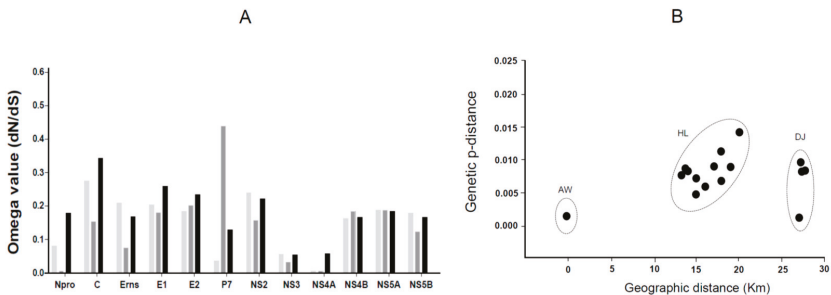 A
B
Omega value (dN/dS)
0.6
0.5
0.4
0.3
0.2
0.1
0.0
Npro C Erns E1 E2 P7 NS2 NS3 NS4A NS4B NS5A NS5B
Genetic p-distance
0.025
0.020
0.015
0.010
0.005
0.000
AW
HL
DJ
0 5 10 15 20 25 30
Geographic distance (Km)